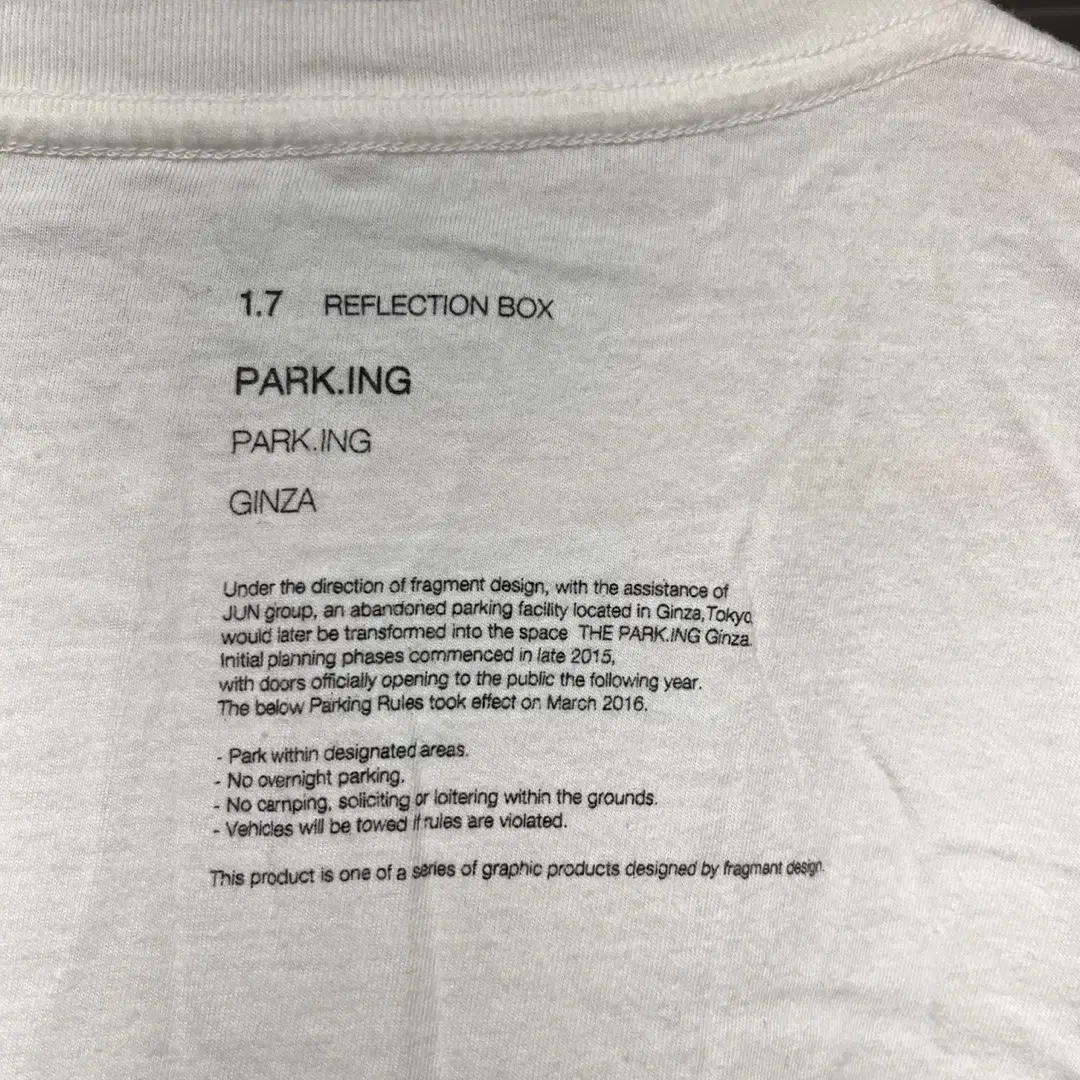 1.7 REFLECTION BOX
PARK.ING
PARK.ING
GINZA
Under the direction of fragment design, with the assistance of
JUN group, an abandoned parking facility located in Ginza, Tokyo,
would later be transformed into the space THE PARK.ING Ginza.
Initial planning phases commenced in late 2015,
with doors officially opening to the public the following year.
The below Parking Rules took effect on March 2016.
- Park within designated areas.
- No overnight parking.
- No camping, soliciting or loitering within the grounds.
- Vehicles will be towed if rules are violated.
This product is one of a series of graphic products designed by fragment design.